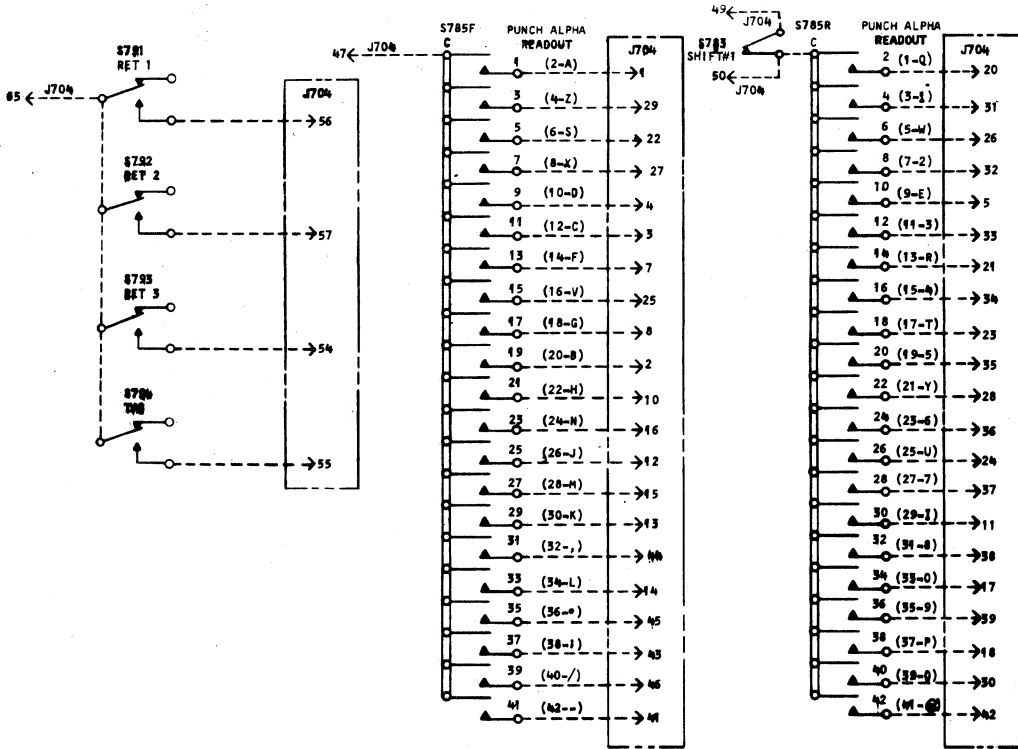 S791
RET 1
65 J704
J704
56
S792
RET 2
57
S793
RET 3
54
S794
55
S785F
C
47 J704
PUNCH ALPHA
READOUT
J704
1 (2-A) 1
3 (4-Z) 29
5 (6-S) 22
7 (8-X) 27
9 (10-D) 4
11 (12-C) 3
13 (14-F) 7
15 (16-V) 25
17 (18-G) 8
19 (20-B) 2
21 (22-H) 10
23 (24-N) 16
25 (26-J) 12
27 (28-M) 15
29 (30-K) 13
31 (32-,) 44
33 (34-L) 14
35 (36-.) 45
37 (38-;) 43
39 (40-/) 46
41 (42--) 41
49
J704
S783
SHIFT#1
50
J704
S785R
C
PUNCH ALPHA
READOUT
J704
2 (1-Q) 20
4 (3-1) 31
6 (5-W) 26
8 (7-2) 32
10 (9-E) 5
12 (11-3) 33
14 (13-R) 21
16 (15-4) 34
18 (17-T) 23
20 (19-5) 35
22 (21-Y) 28
24 (23-6) 36
26 (25-U) 24
28 (27-7) 37
30 (29-I) 11
32 (31-8) 38
34 (33-O) 17
36 (35-9) 39
38 (37-P) 18
40 (39-0) 30
42 (41- 42